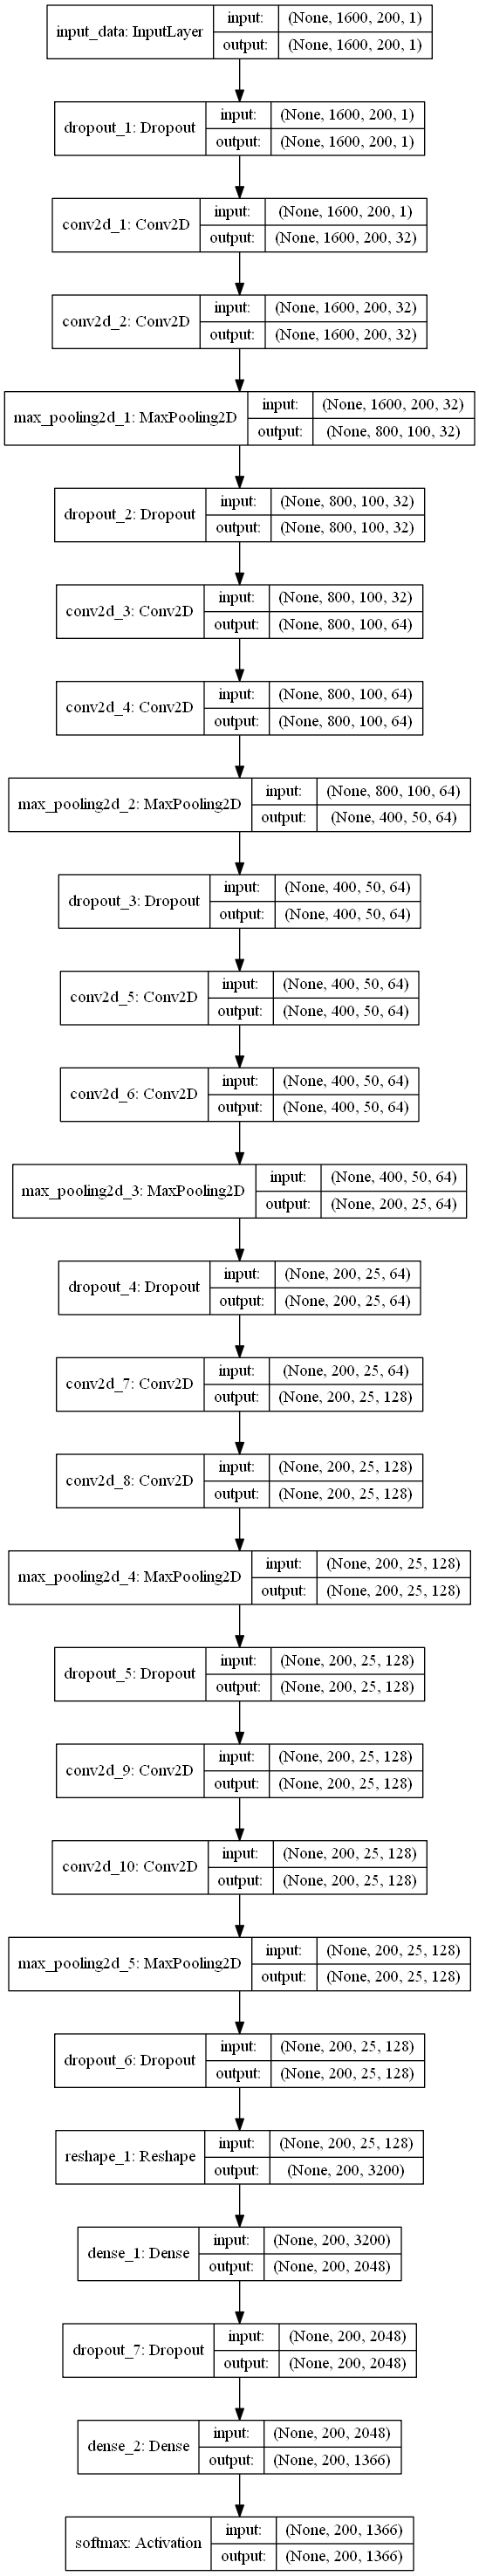 input_data: InputLayer
input: (None, 1600, 200, 1)
output: (None, 1600, 200, 1)
dropout_1: Dropout
input: (None, 1600, 200, 1)
output: (None, 1600, 200, 1)
conv2d_1: Conv2D
input: (None, 1600, 200, 1)
output: (None, 1600, 200, 32)
conv2d_2: Conv2D
input: (None, 1600, 200, 32)
output: (None, 1600, 200, 32)
max_pooling2d_1: MaxPooling2D
input: (None, 1600, 200, 32)
output: (None, 800, 100, 32)
dropout_2: Dropout
input: (None, 800, 100, 32)
output: (None, 800, 100, 32)
conv2d_3: Conv2D
input: (None, 800, 100, 32)
output: (None, 800, 100, 64)
conv2d_4: Conv2D
input: (None, 800, 100, 64)
output: (None, 800, 100, 64)
max_pooling2d_2: MaxPooling2D
input: (None, 800, 100, 64)
output: (None, 400, 50, 64)
dropout_3: Dropout
input: (None, 400, 50, 64)
output: (None, 400, 50, 64)
conv2d_5: Conv2D
input: (None, 400, 50, 64)
output: (None, 400, 50, 64)
conv2d_6: Conv2D
input: (None, 400, 50, 64)
output: (None, 400, 50, 64)
max_pooling2d_3: MaxPooling2D
input: (None, 400, 50, 64)
output: (None, 200, 25, 64)
dropout_4: Dropout
input: (None, 200, 25, 64)
output: (None, 200, 25, 64)
conv2d_7: Conv2D
input: (None, 200, 25, 64)
output: (None, 200, 25, 128)
conv2d_8: Conv2D
input: (None, 200, 25, 128)
output: (None, 200, 25, 128)
max_pooling2d_4: MaxPooling2D
input: (None, 200, 25, 128)
output: (None, 200, 25, 128)
dropout_5: Dropout
input: (None, 200, 25, 128)
output: (None, 200, 25, 128)
conv2d_9: Conv2D
input: (None, 200, 25, 128)
output: (None, 200, 25, 128)
conv2d_10: Conv2D
input: (None, 200, 25, 128)
output: (None, 200, 25, 128)
max_pooling2d_5: MaxPooling2D
input: (None, 200, 25, 128)
output: (None, 200, 25, 128)
dropout_6: Dropout
input: (None, 200, 25, 128)
output: (None, 200, 25, 128)
reshape_1: Reshape
input: (None, 200, 25, 128)
output: (None, 200, 3200)
dense_1: Dense
input: (None, 200, 3200)
output: (None, 200, 2048)
dropout_7: Dropout
input: (None, 200, 2048)
output: (None, 200, 2048)
dense_2: Dense
input: (None, 200, 2048)
output: (None, 200, 1366)
softmax: Activation
input: (None, 200, 1366)
output: (None, 200, 1366)